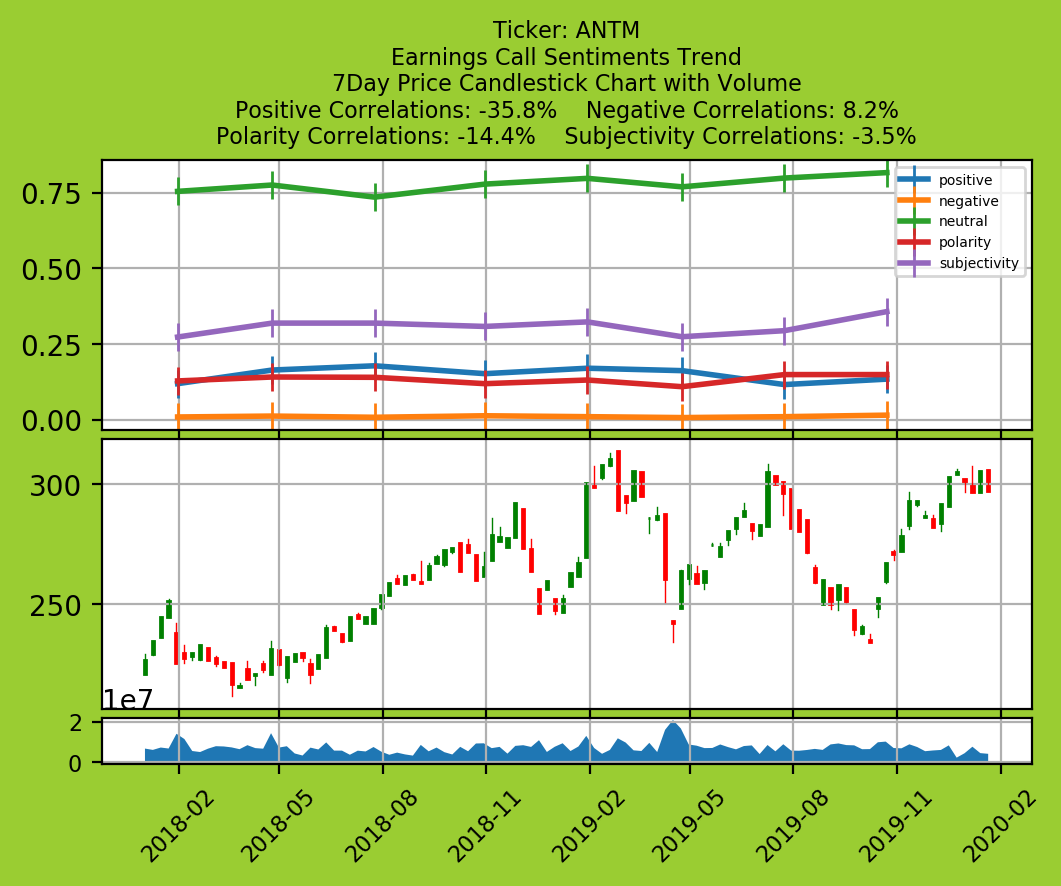 Ticker: ANTM
Earnings Call Sentiments Trend
7Day Price Candlestick Chart with Volume
Positive Correlations: -35.8%    Negative Correlations: 8.2%
Polarity Correlations: -14.4%    Subjectivity Correlations: -3.5%
0.75
0.50
0.25
0.00
positive
negative
neutral
polarity
subjectivity
300
250
1e7
2
0
2018-02
2018-05
2018-08
2018-11
2019-02
2019-05
2019-08
2019-11
2020-02